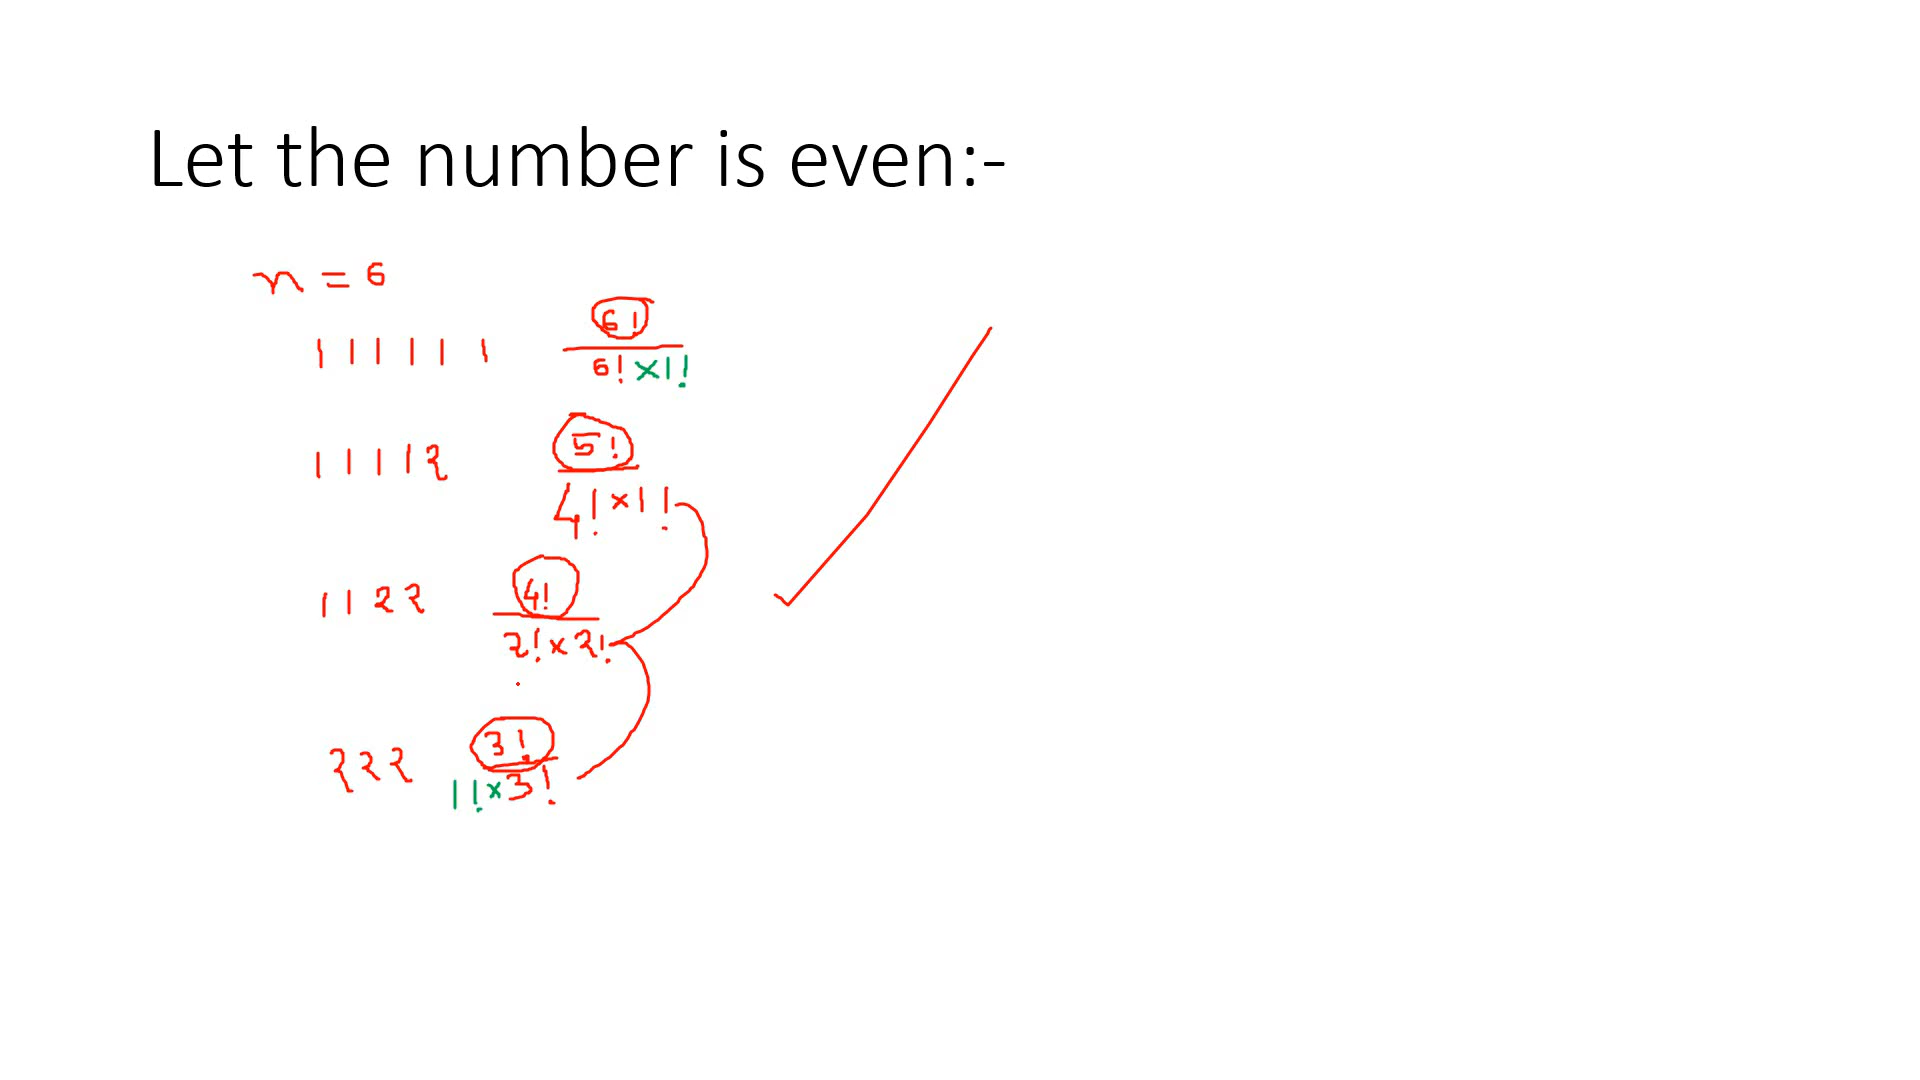 Let the number is even:-
n = 6
1 1 1 1 1 1 6! / 6! × 1!
1 1 1 1 2 5! / 4! × 1!
1 1 2 2 4! / 2! × 2!
2 2 2 3! / 1! × 3!